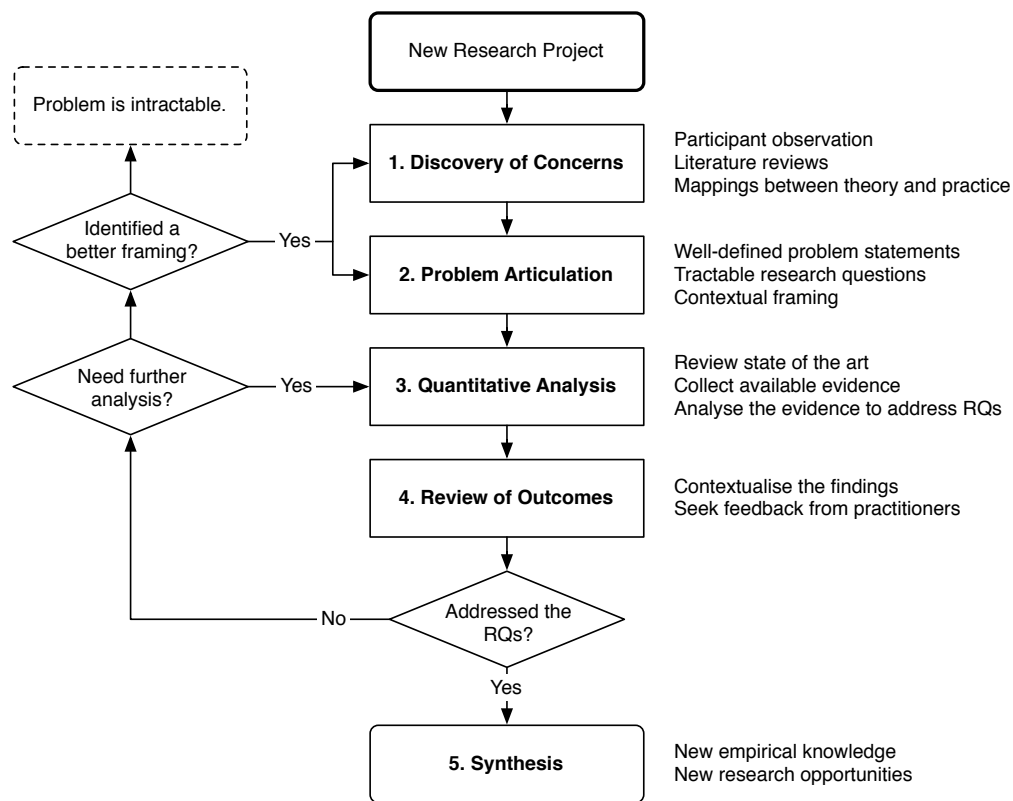 New Research Project
Problem is intractable.
1. Discovery of Concerns
Participant observation
Literature reviews
Mappings between theory and practice
Identified a
better framing?
Yes
2. Problem Articulation
Well-defined problem statements
Tractable research questions
Contextual framing
Need further
analysis?
Yes
3. Quantitative Analysis
Review state of the art
Collect available evidence
Analyse the evidence to address RQs
4. Review of Outcomes
Contextualise the findings
Seek feedback from practitioners
No
Addressed the
RQs?
Yes
5. Synthesis
New empirical knowledge
New research opportunities